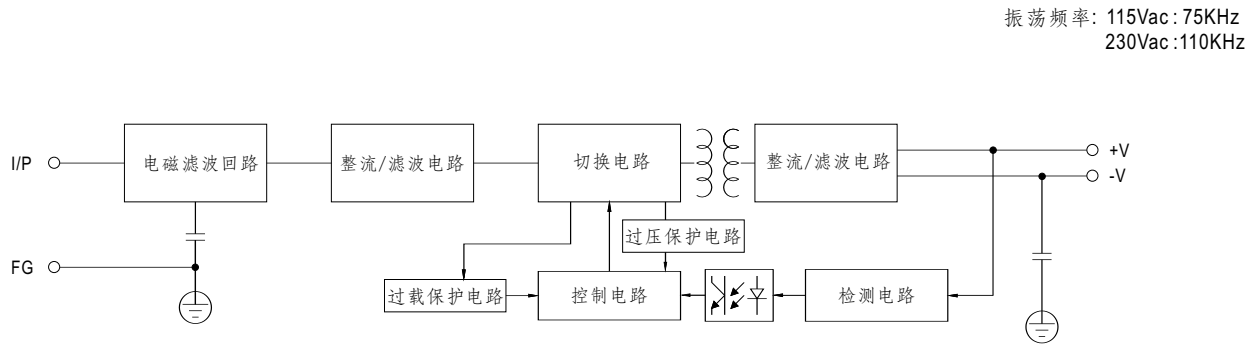 振荡频率: 115Vac : 75KHz
230Vac :110KHz
I/P
电磁滤波回路
整流/滤波电路
切换电路
整流/滤波电路
+V
-V
过压保护电路
FG
过载保护电路
控制电路
检测电路